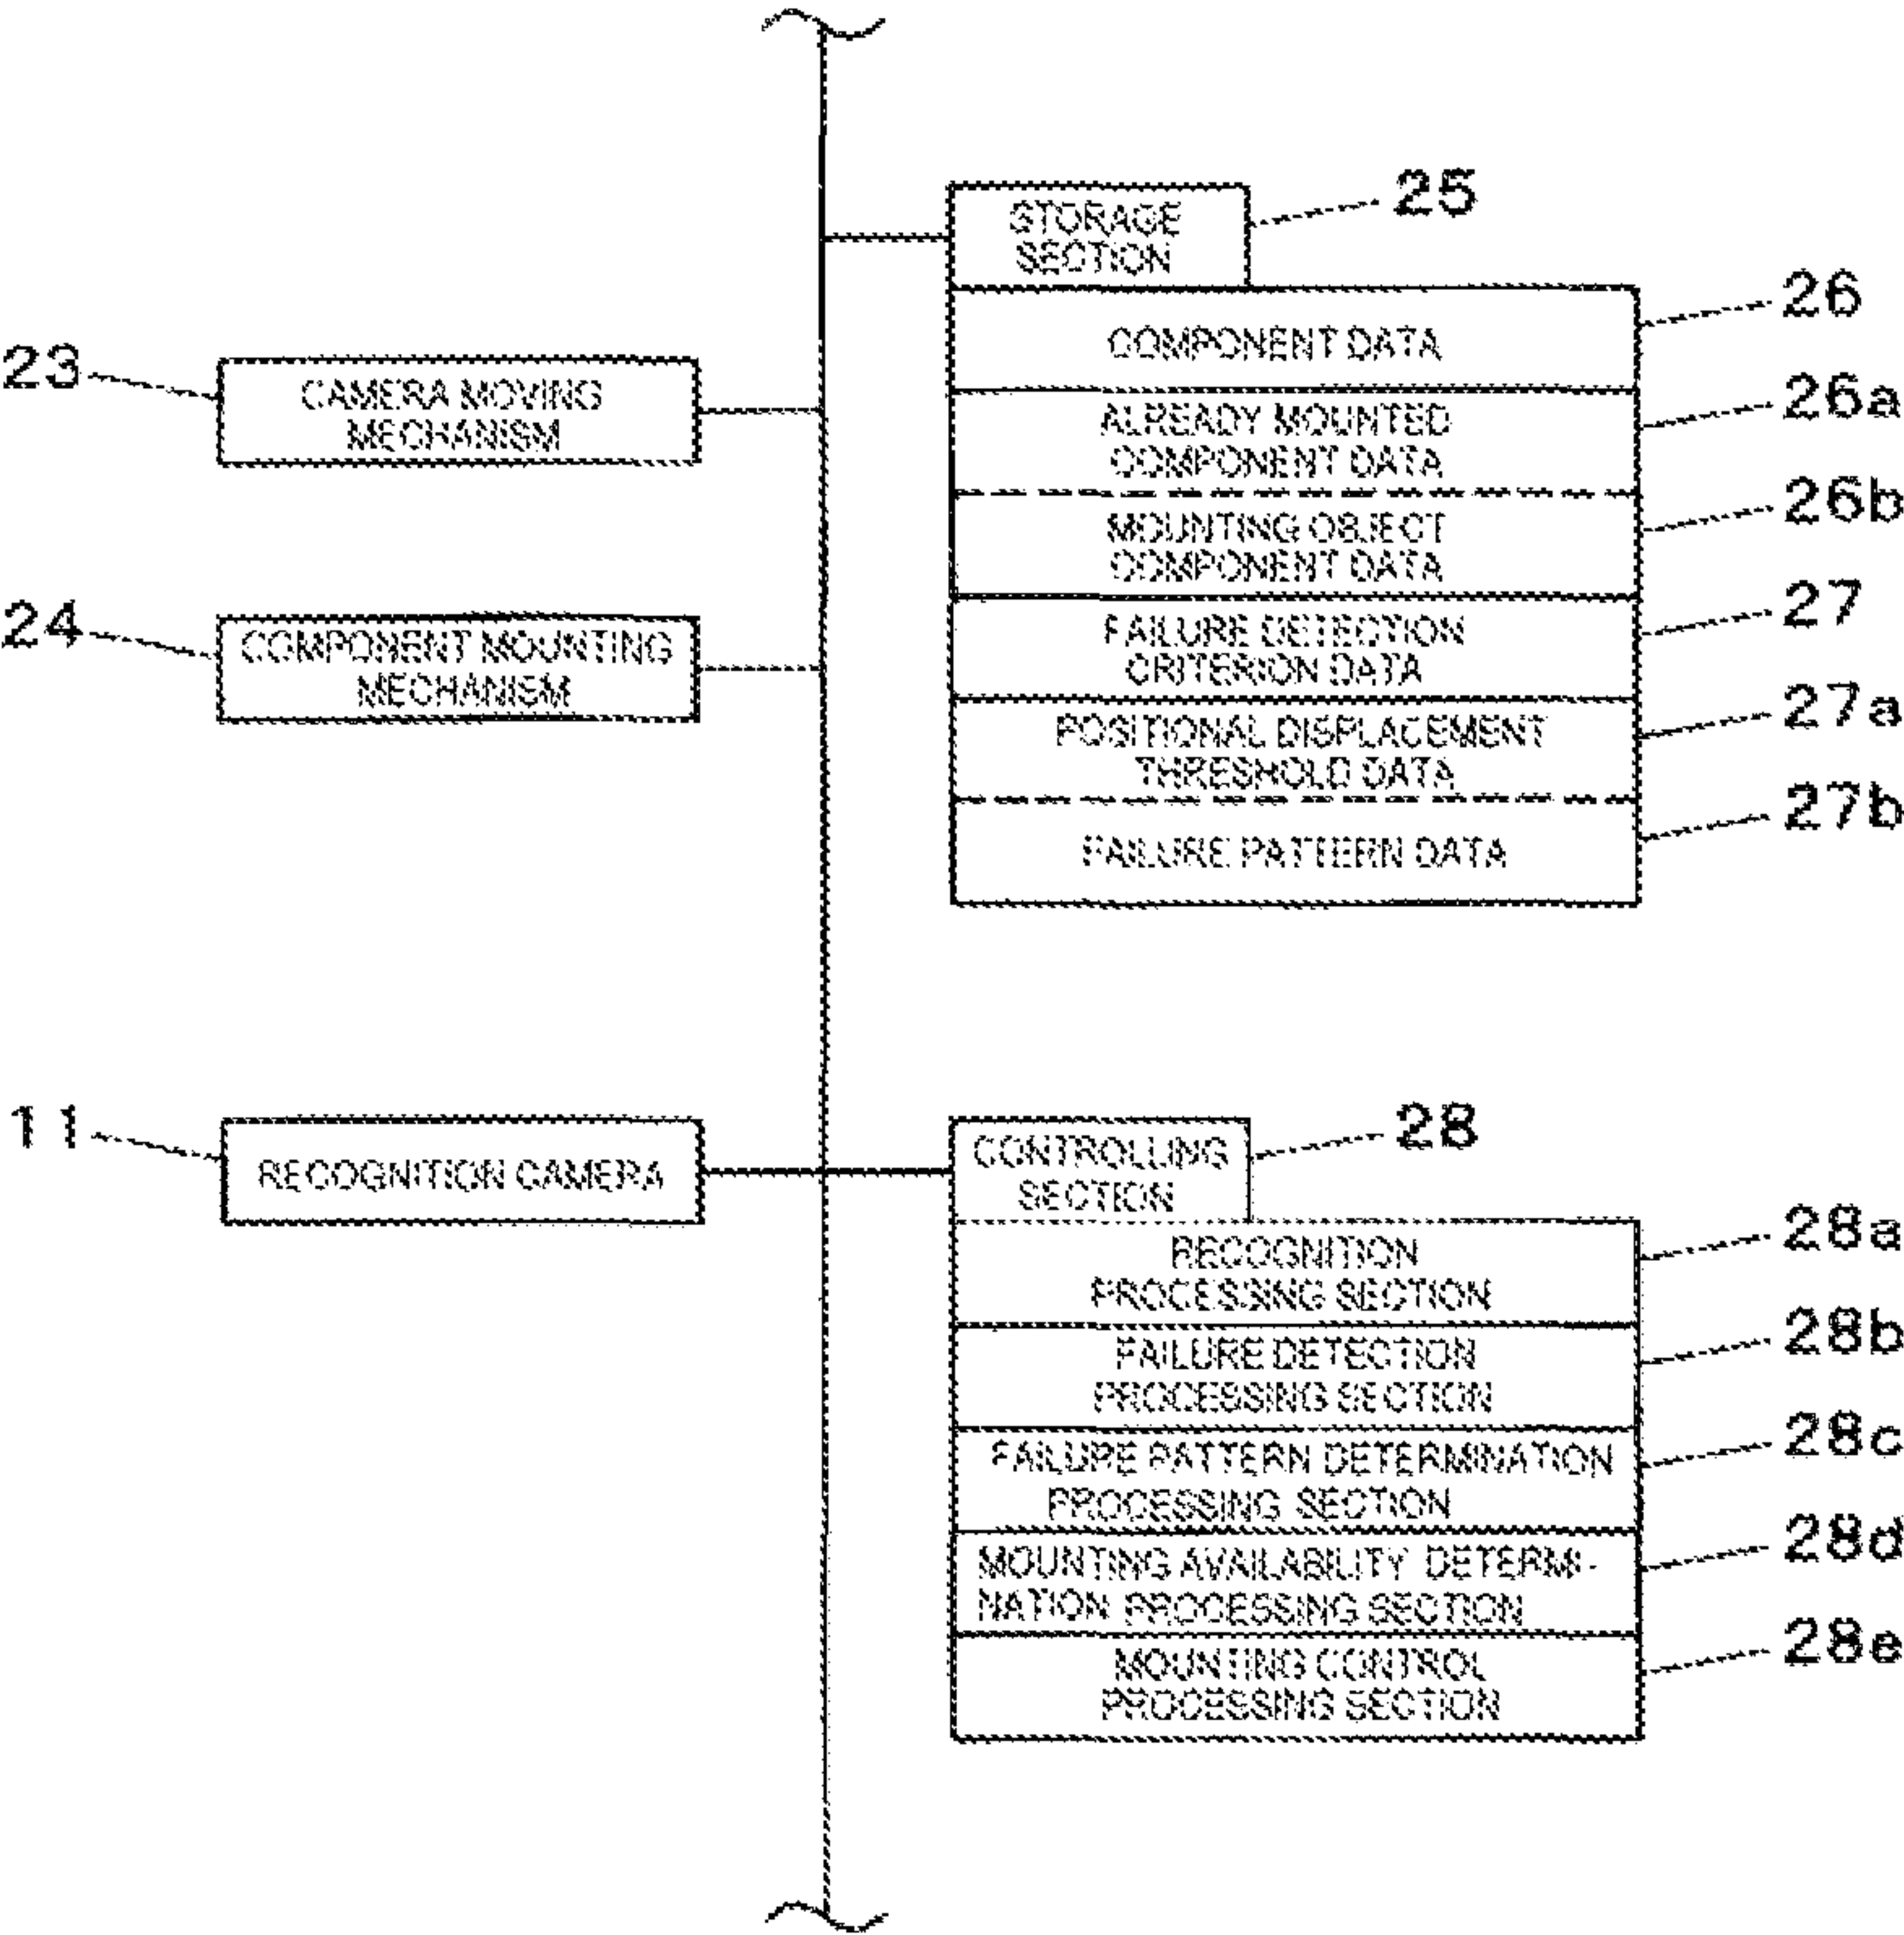 25
STORAGE
SECTION
26
COMPONENT DATA
23
CAMERA MOVING
MECHANISM
26a
ALREADY MOUNTED
COMPONENT DATA
26b
MOUNTING OBJECT
COMPONENT DATA
24
COMPONENT MOUNTING
MECHANISM
27
FAILURE DETECTION
CRITERION DATA
27a
POSITIONAL DISPLACEMENT
THRESHOLD DATA
27b
FAILURE PATTERN DATA
11
RECOGNITION CAMERA
28
CONTROLLING
SECTION
28a
RECOGNITION
PROCESSING SECTION
28b
FAILURE DETECTION
PROCESSING SECTION
28c
FAILURE PATTERN DETERMINATION
PROCESSING SECTION
28d
MOUNTING AVAILABILITY DETERMI-
NATION PROCESSING SECTION
28e
MOUNTING CONTROL
PROCESSING SECTION